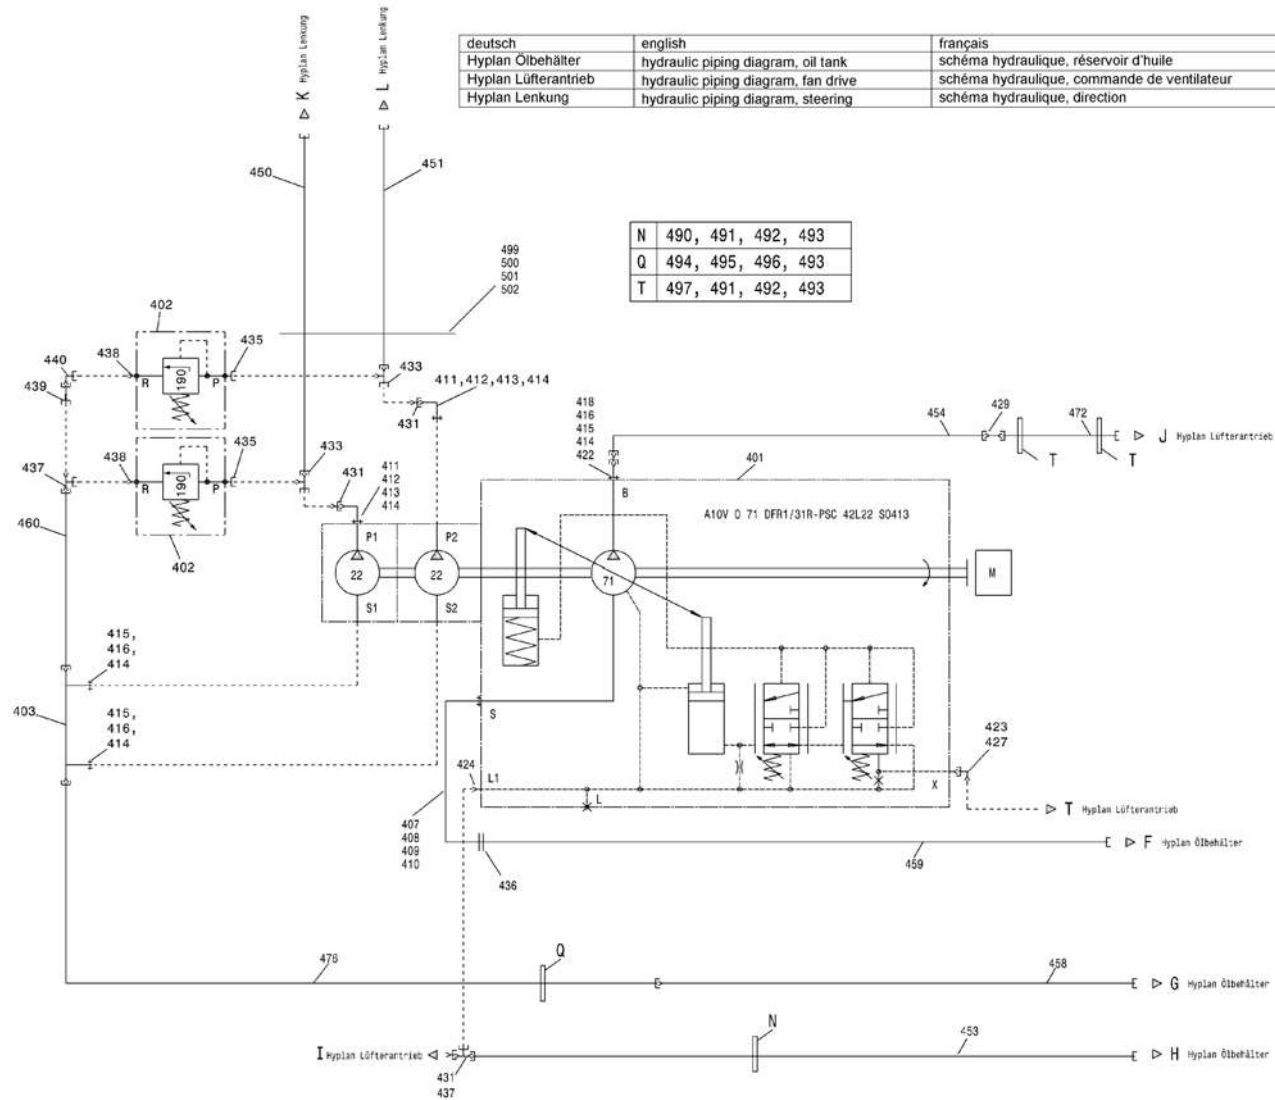 K Hyplan Lenkung
L Hyplan Lenkung
deutsch english français
Hyplan Ölbehälter hydraulic piping diagram, oil tank schéma hydraulique, réservoir d'huile
Hyplan Lüfterantrieb hydraulic piping diagram, fan drive schéma hydraulique, commande de ventilateur
Hyplan Lenkung hydraulic piping diagram, steering schéma hydraulique, direction
450
451
N 490, 491, 492, 493
Q 494, 495, 496, 493
T 497, 491, 492, 493
499
500
501
502
402
440
438
435
439
R
190
P
433
411,412,413,414
431
418
416
415
414
422
454
429
472
J Hyplan Lüfterantrieb
T
T
401
437
438
435
R
190
P
433
431
411
412
413
414
B
A10V O 71 DFR1/31R-PSC 42L22 S0413
460
402
P1
P2
22
22
71
M
S1
S2
415,
416,
414
403
415,
416,
414
S
424
L1
L
X
423
427
T Hyplan Lüfterantrieb
407
408
409
410
436
459
F Hyplan Ölbehälter
476
Q
458
G Hyplan Ölbehälter
N
453
I Hyplan Lüfterantrieb
431
437
H Hyplan Ölbehälter